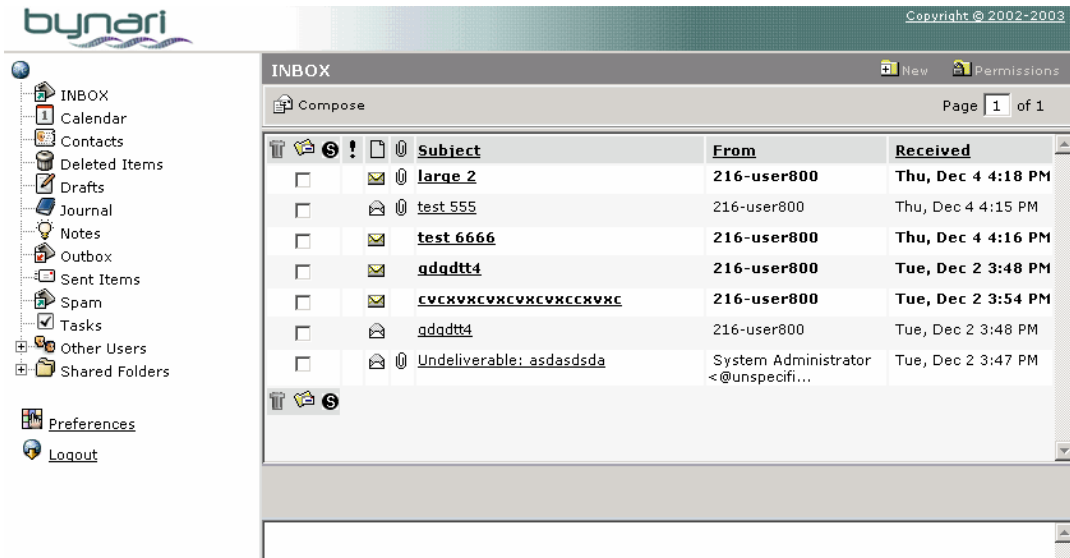 bynari
Copyright © 2002-2003
INBOX
Calendar
Contacts
Deleted Items
Drafts
Journal
Notes
Outbox
Sent Items
Spam
Tasks
Other Users
Shared Folders
Preferences
Logout
INBOX New Permissions
Compose Page 1 of 1
Subject From Received
large 2 216-user800 Thu, Dec 4 4:18 PM
test 555 216-user800 Thu, Dec 4 4:15 PM
test 6666 216-user800 Thu, Dec 4 4:16 PM
gdgdtt4 216-user800 Tue, Dec 2 3:48 PM
cvcxvxcvxcvxcvxccxvxc 216-user800 Tue, Dec 2 3:54 PM
gdgdtt4 216-user800 Tue, Dec 2 3:48 PM
Undeliverable: asdasdsda System Administrator Tue, Dec 2 3:47 PM
<@unspecifi...